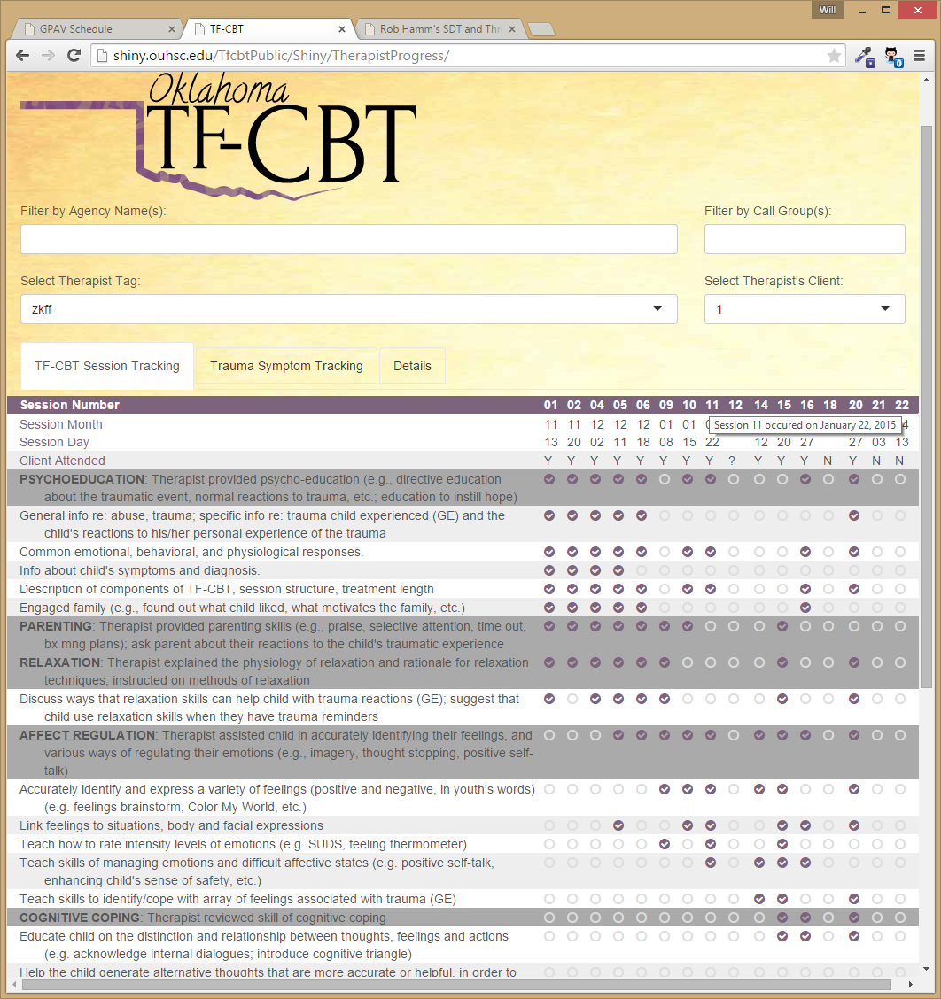 Will
GPAV Schedule
TF-CBT
Rob Hamm's SDT and Thr
shiny.ouhsc.edu/TfcbtPublic/Shiny/TherapistProgress/
0
Oklahoma
TF-CBT
Filter by Agency Name(s): Filter by Call Group(s):
Select Therapist Tag: Select Therapist's Client:
zkff 1
TF-CBT Session Tracking Trauma Symptom Tracking Details
Session Number 01 02 04 05 06 09 10 11 12 14 15 16 18 20 21 22
Session Month 11 11 12 12 12 01 01 4
Session 11 occured on January 22, 2015
Session Day 13 20 02 11 18 08 15 22 12 20 27 27 03 13
Client Attended Y Y Y Y Y Y Y Y ? Y Y Y N Y N N
PSYCHOEDUCATION: Therapist provided psycho-education (e.g., directive education
about the traumatic event, normal reactions to trauma, etc.; education to instill hope)
General info re: abuse, trauma; specific info re: trauma child experienced (GE) and the
child's reactions to his/her personal experience of the trauma
Common emotional, behavioral, and physiological responses.
Info about child's symptoms and diagnosis.
Description of components of TF-CBT, session structure, treatment length
Engaged family (e.g., found out what child liked, what motivates the family, etc.)
PARENTING: Therapist provided parenting skills (e.g., praise, selective attention, time out,
bx mng plans); ask parent about their reactions to the child's traumatic experience
RELAXATION: Therapist explained the physiology of relaxation and rationale for relaxation
techniques; instructed on methods of relaxation
Discuss ways that relaxation skills can help child with trauma reactions (GE); suggest that
child use relaxation skills when they have trauma reminders
AFFECT REGULATION: Therapist assisted child in accurately identifying their feelings, and
various ways of regulating their emotions (e.g., imagery, thought stopping, positive self-
talk)
Accurately identify and express a variety of feelings (positive and negative, in youth's words)
(e.g. feelings brainstorm, Color My World, etc.)
Link feelings to situations, body and facial expressions
Teach how to rate intensity levels of emotions (e.g. SUDS, feeling thermometer)
Teach skills of managing emotions and difficult affective states (e.g. positive self-talk,
enhancing child's sense of safety, etc.)
Teach skills to identify/cope with array of feelings associated with trauma (GE)
COGNITIVE COPING: Therapist reviewed skill of cognitive coping
Educate child on the distinction and relationship between thoughts, feelings and actions
(e.g. acknowledge internal dialogues; introduce cognitive triangle)
Help the child generate alternative thoughts that are more accurate or helpful, in order to